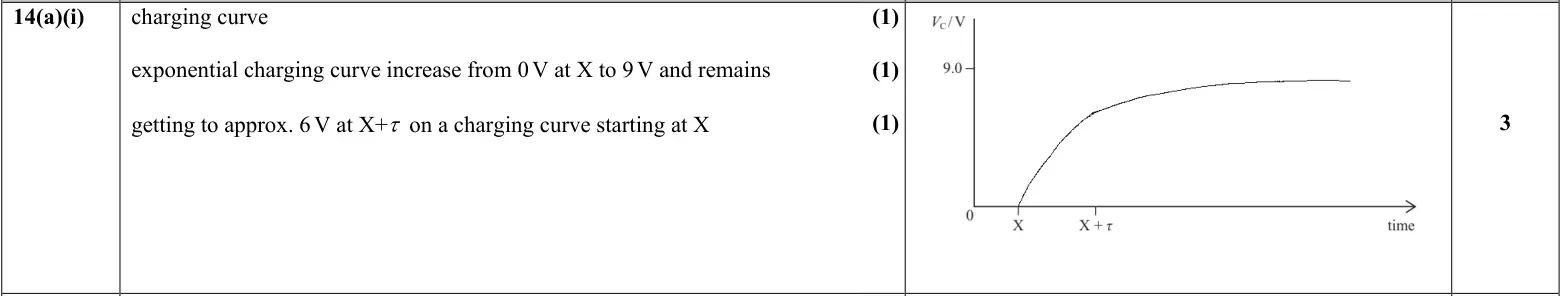 14(a)(i) charging curve (1)
exponential charging curve increase from 0 V at X to 9 V and remains (1)
getting to approx. 6 V at X+τ on a charging curve starting at X (1)
V_C/V
9.0
0
X X + τ time
3